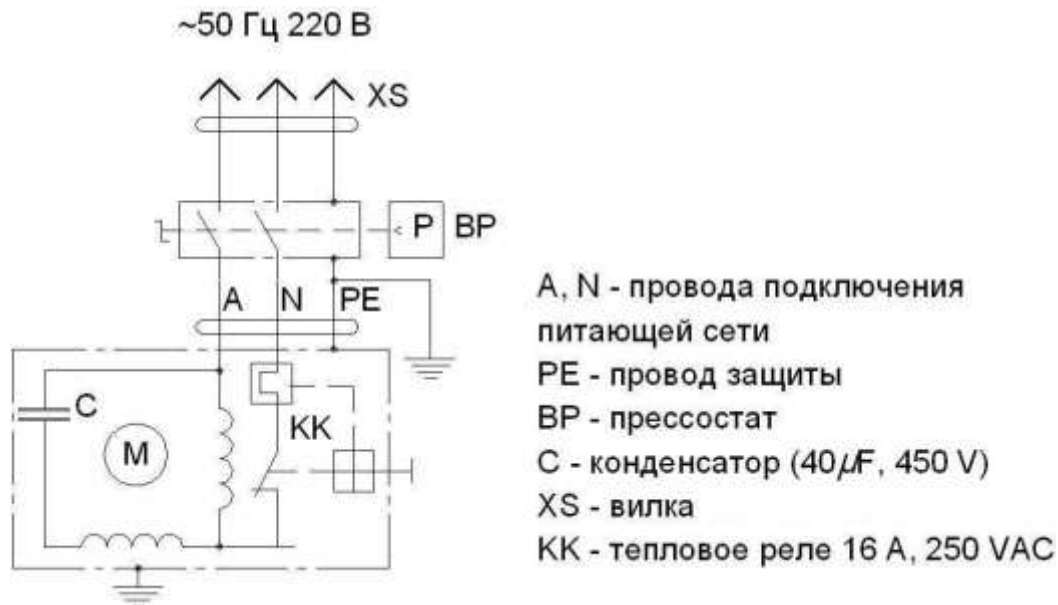 ~50 Гц 220 В
XS
P BP
A N PE
C
M
KK
A, N - провода подключения
питающей сети
PE - провод защиты
BP - прессостат
C - конденсатор (40µF, 450 V)
XS - вилка
KK - тепловое реле 16 A, 250 VAC